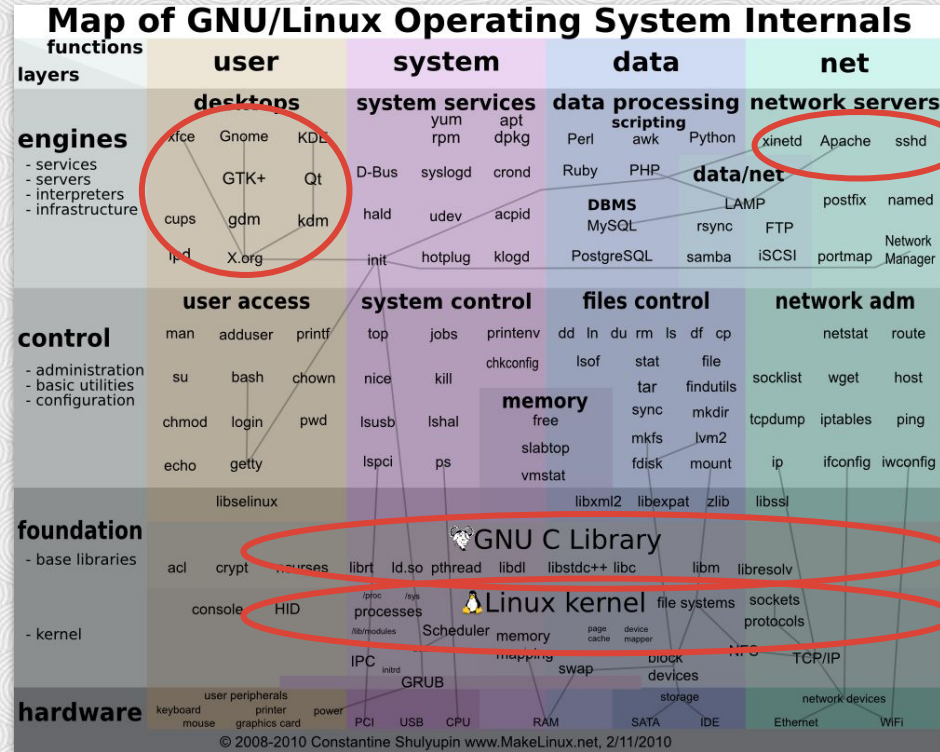 Map of GNU/Linux Operating System Internals
functions
layers
user system data net
engines
- services
- servers
- interpreters
- infrastructure
desktops
xfce Gnome KDE
GTK+ Qt
cups gdm kdm
lpd X.org
system services
yum apt
rpm dpkg
D-Bus syslogd crond
hald udev acpid
init hotplug klogd
data processing
scripting
Perl awk Python
Ruby PHP
data/net
DBMS LAMP
MySQL rsync FTP
PostgreSQL samba iSCSI
network servers
xinetd Apache sshd
postfix named
portmap Network
Manager
control
- administration
- basic utilities
- configuration
user access
man adduser printf
su bash chown
chmod login pwd
echo getty
system control
top jobs printenv
chkconfig
nice kill
lsusb lshal
lspci ps
memory
free
slabtop
vmstat
files control
dd ln du rm ls df cp
lsof stat file
tar findutils
sync mkdir
mkfs lvm2
fdisk mount
network adm
netstat route
socklist wget host
tcpdump iptables ping
ip ifconfig iwconfig
foundation
- base libraries
- kernel
libselinux libxml2 libexpat zlib libssl
GNU C Library
acl crypt ncurses librt ld.so pthread libdl libstdc++ libc libm libresolv
Linux kernel
console HID
/proc /sys
processes
/lib/modules Scheduler
IPC initrd
GRUB
memory
mapping
swap
file systems
page
cache
device
mapper
block
devices
sockets
protocols
NFS TCP/IP
hardware
user peripherals
keyboard printer power
mouse graphics card
PCI USB CPU RAM
storage
SATA IDE
network devices
Ethernet WiFi
© 2008-2010 Constantine Shulyupin www.MakeLinux.net, 2/11/2010